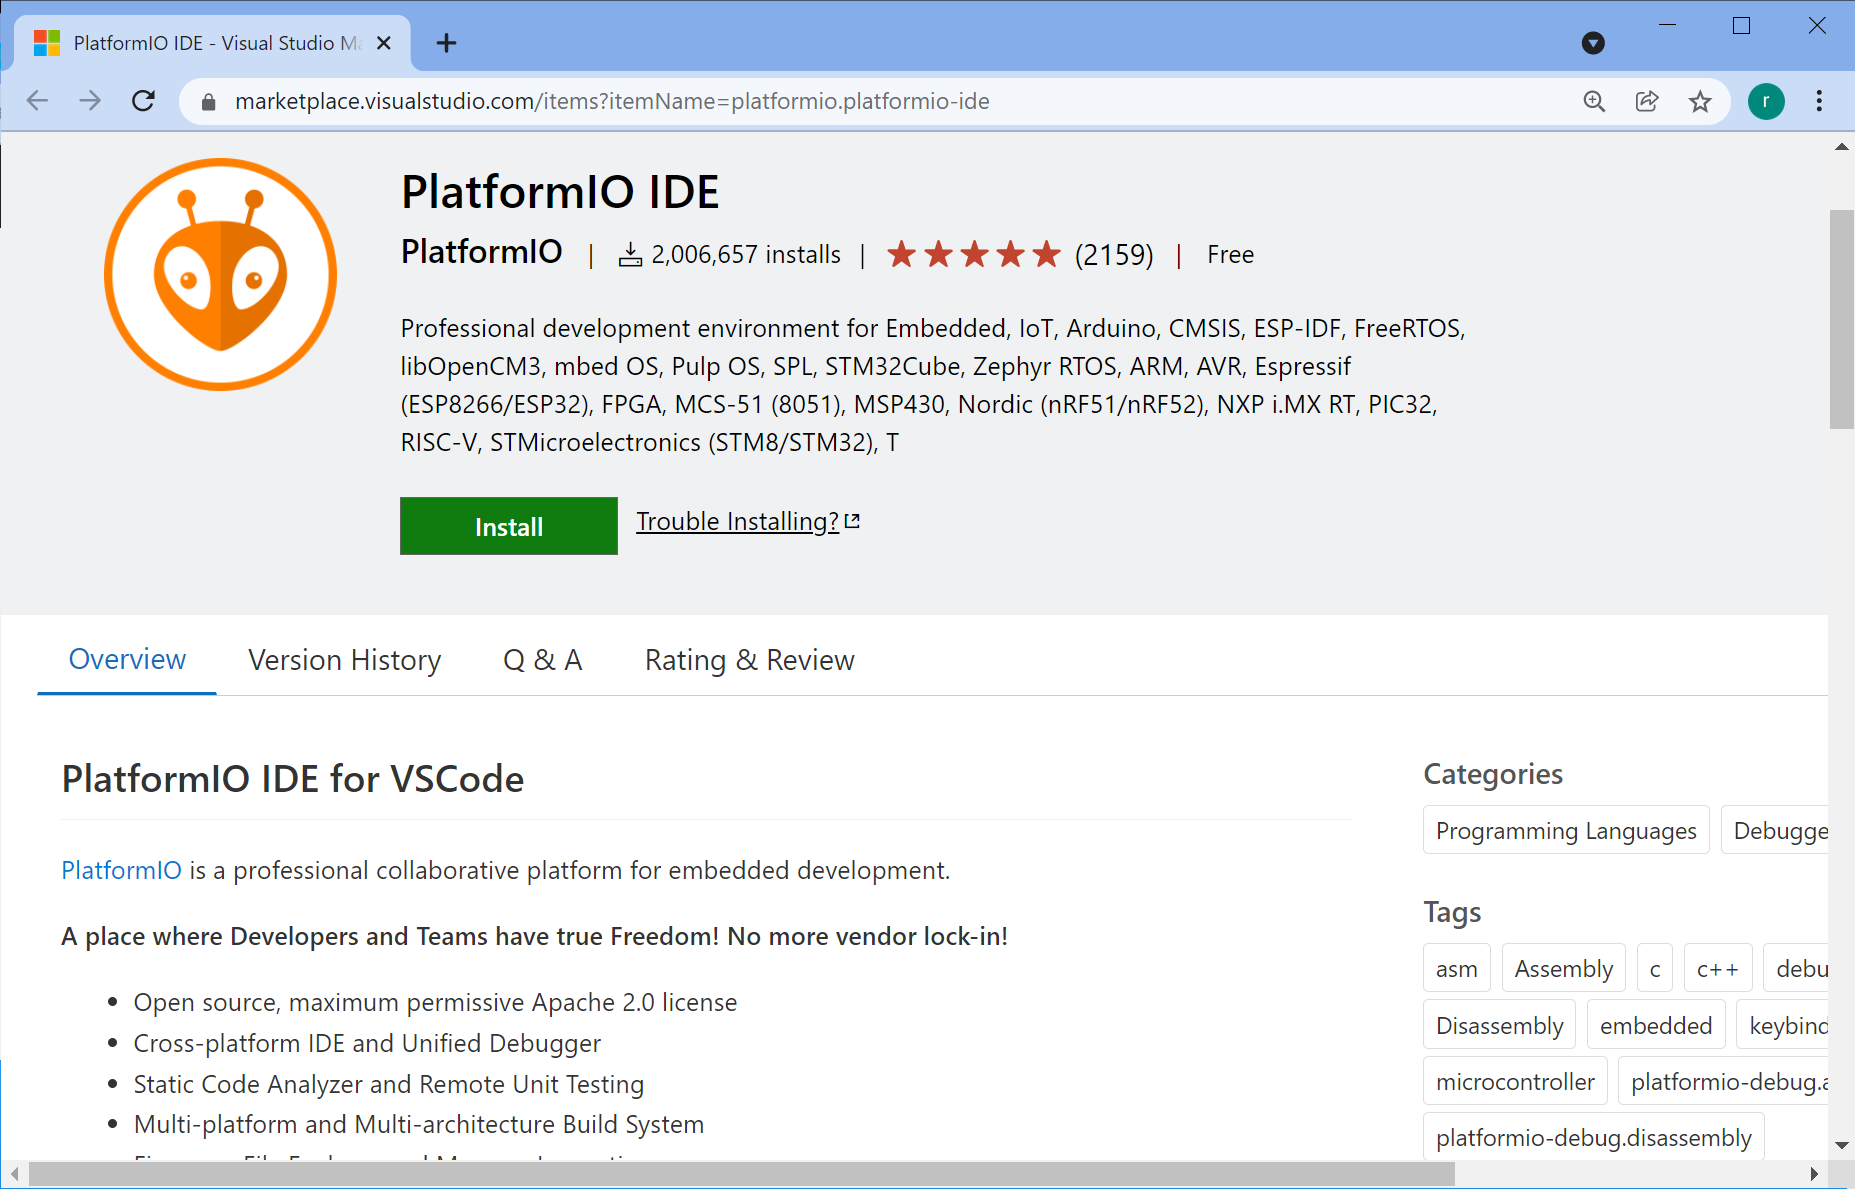 PlatformIO IDE - Visual Studio Ma
marketplace.visualstudio.com/items?itemName=platformio.platformio-ide
r
PlatformIO IDE
PlatformIO | 2,006,657 installs | (2159) | Free
Professional development environment for Embedded, IoT, Arduino, CMSIS, ESP-IDF, FreeRTOS,
libOpenCM3, mbed OS, Pulp OS, SPL, STM32Cube, Zephyr RTOS, ARM, AVR, Espressif
(ESP8266/ESP32), FPGA, MCS-51 (8051), MSP430, Nordic (nRF51/nRF52), NXP i.MX RT, PIC32,
RISC-V, STMicroelectronics (STM8/STM32), T
Install
Trouble Installing?
Overview
Version History
Q & A
Rating & Review
PlatformIO IDE for VSCode
PlatformIO is a professional collaborative platform for embedded development.
A place where Developers and Teams have true Freedom! No more vendor lock-in!
• Open source, maximum permissive Apache 2.0 license
• Cross-platform IDE and Unified Debugger
• Static Code Analyzer and Remote Unit Testing
• Multi-platform and Multi-architecture Build System
Categories
Programming Languages
Debugge
Tags
asm
Assembly
c
c++
debu
Disassembly
embedded
keybind
microcontroller
platformio-debug.a
platformio-debug.disassembly